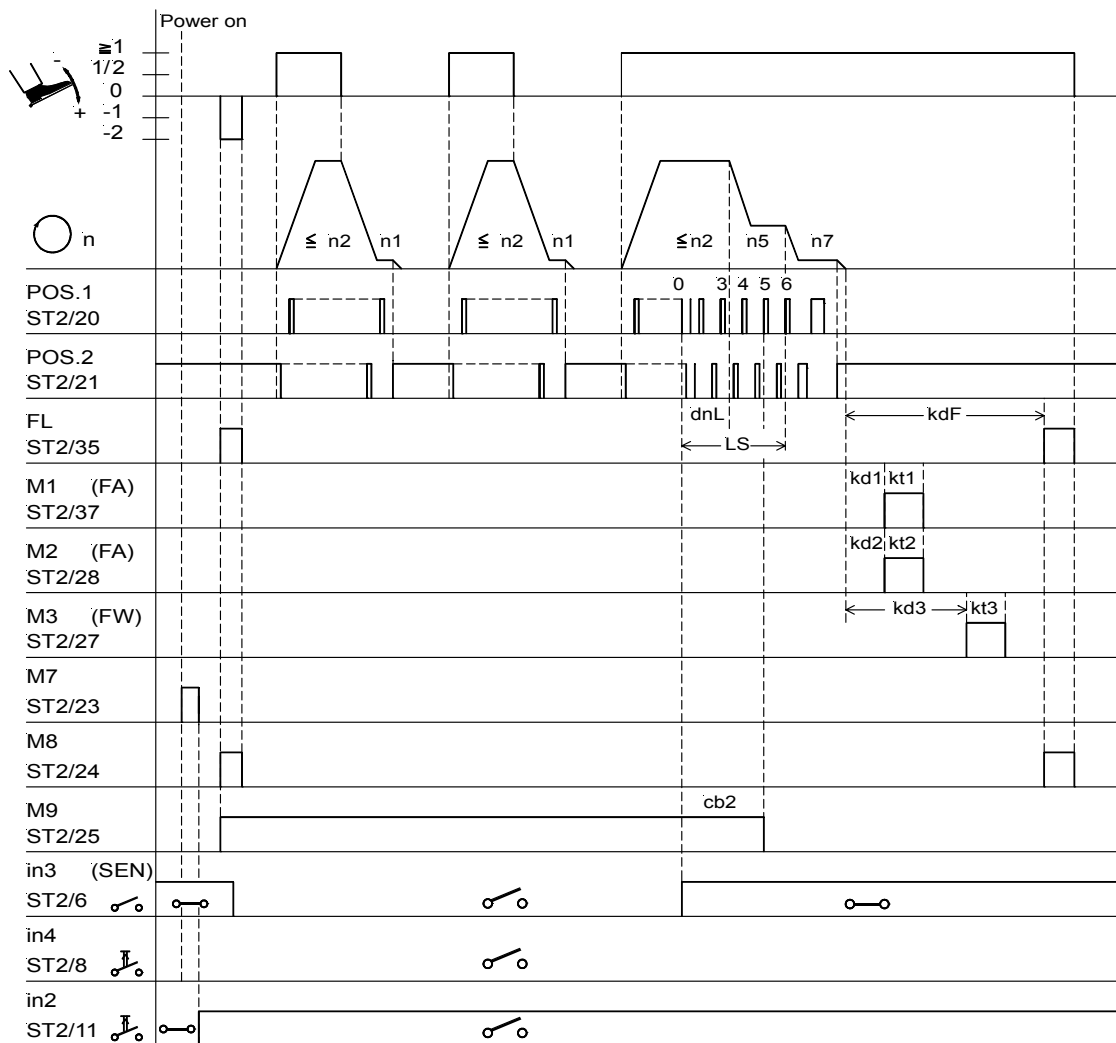 Power on
≧1
1/2
0
-1
-2
-
+
n
≦ n2 n1 ≦ n2 n1 ≦n2 n5 n7
POS.1
ST2/20
0 3 4 5 6
POS.2
ST2/21
FL
ST2/35
dnL
LS
kdF
M1 (FA)
ST2/37
kd1 kt1
M2 (FA)
ST2/28
kd2 kt2
M3 (FW)
ST2/27
kd3 kt3
M7
ST2/23
M8
ST2/24
M9
ST2/25
cb2
in3 (SEN)
ST2/6
in4
ST2/8
in2
ST2/11